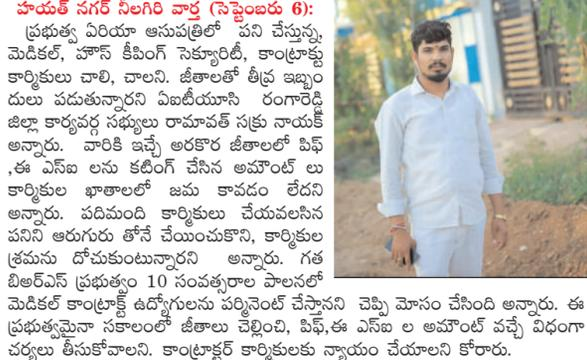 హయత్ నగర్ నీలగిరి వార్త (సెప్టెంబరు 6):
ప్రభుత్వ ఏరియా ఆసుపత్రిలో పని చేస్తున్న,
మెడికల్, హౌస్ కీపింగ్ సెక్యూరిటీ, కాంట్రాక్టు
కార్మికులు చాలి, చాలని. జీతాలతో తీవ్ర ఇబ్బం
దులు పడుతున్నారని ఏఐటీయూసి రంగారెడ్డి
జిల్లా కార్యవర్గ సభ్యులు రామావత్ సక్రు నాయక్
అన్నారు. వారికి ఇచ్చే అరకొర జీతాలలో పిఫ్
,ఈ ఎస్ఐ లను కటింగ్ చేసిన అమౌంట్ లు
కార్మికుల ఖాతాలలో జమ కావడం లేదని
అన్నారు. పదిమంది కార్మికులు చేయవలసిన
పనిని ఆరుగురు తోనే చేయించుకొని, కార్మికుల
శ్రమను దోచుకుంటున్నారని అన్నారు. గత
బిఆర్ఎస్ ప్రభుత్వం 10 సంవత్సరాల పాలనలో
మెడికల్ కాంట్రాక్ట్ ఉద్యోగులను పర్మినెంట్ చేస్తానని చెప్పి మోసం చేసింది అన్నారు. ఈ
ప్రభుత్వమైనా సకాలంలో జీతాలు చెల్లించి, పిఫ్,ఈ ఎస్ఐ ల అమౌంట్ వచ్చే విధంగా
చర్యలు తీసుకోవాలని. కాంట్రాక్టర్ కార్మికులకు న్యాయం చేయాలని కోరారు.